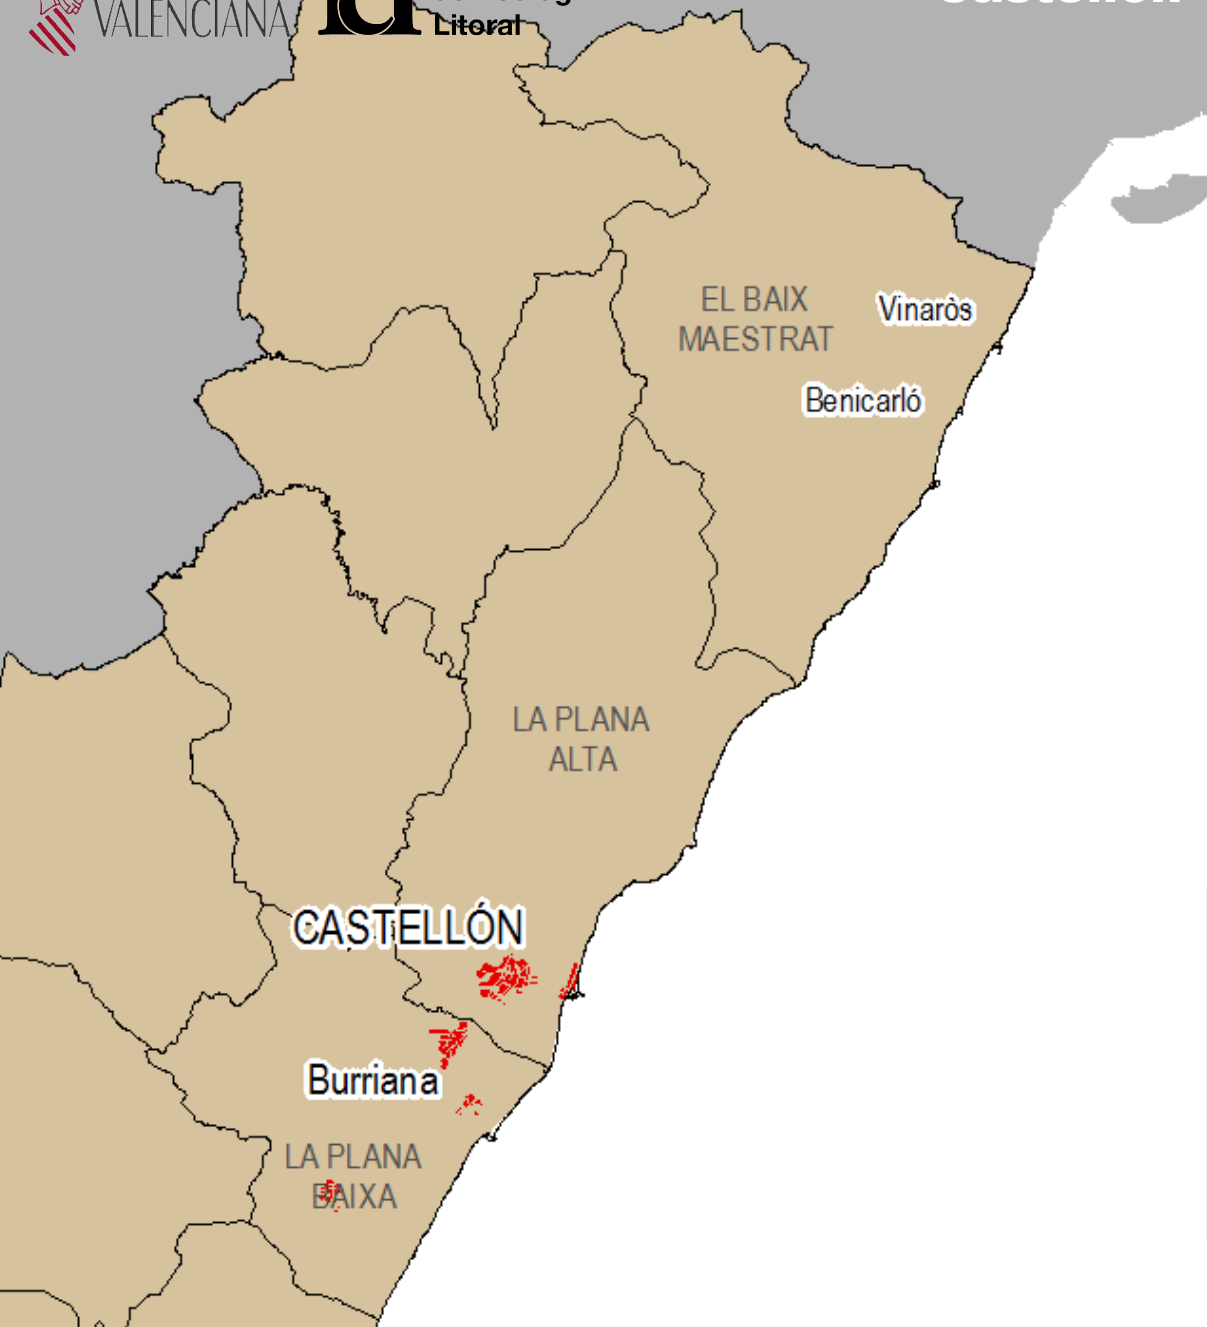 VALENCIANA
Litoral
EL BAIX
MAESTRAT
Vinaròs
Benicarló
LA PLANA
ALTA
CASTELLÓN
Burriana
LA PLANA
BAIXA